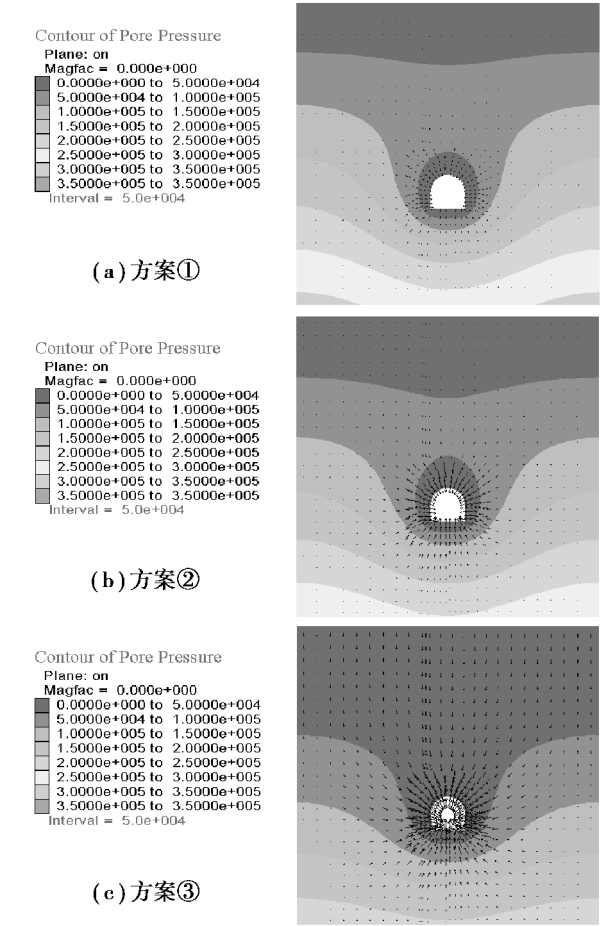 Contour of Pore Pressure
Plane: on
Magfac = 0.000e+000
0.0000e+000 to 5.0000e+004
5.0000e+004 to 1.0000e+005
1.0000e+005 to 1.5000e+005
1.5000e+005 to 2.0000e+005
2.0000e+005 to 2.5000e+005
2.5000e+005 to 3.0000e+005
3.0000e+005 to 3.5000e+005
3.5000e+005 to 3.5000e+005
Interval = 5.0e+004
(a)方案①
Contour of Pore Pressure
Plane: on
Magfac = 0.000e+000
0.0000e+000 to 5.0000e+004
5.0000e+004 to 1.0000e+005
1.0000e+005 to 1.5000e+005
1.5000e+005 to 2.0000e+005
2.0000e+005 to 2.5000e+005
2.5000e+005 to 3.0000e+005
3.0000e+005 to 3.5000e+005
3.5000e+005 to 3.5000e+005
Interval = 5.0e+004
(b)方案②
Contour of Pore Pressure
Plane: on
Magfac = 0.000e+000
0.0000e+000 to 5.0000e+004
5.0000e+004 to 1.0000e+005
1.0000e+005 to 1.5000e+005
1.5000e+005 to 2.0000e+005
2.0000e+005 to 2.5000e+005
2.5000e+005 to 3.0000e+005
3.0000e+005 to 3.5000e+005
3.5000e+005 to 3.5000e+005
Interval = 5.0e+004
(c)方案③